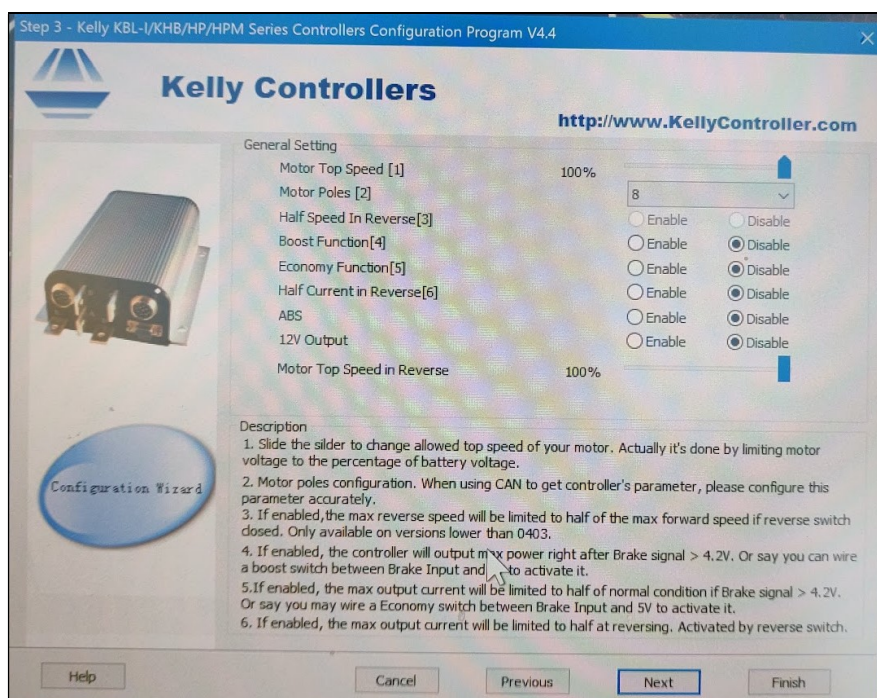 Step 3 - Kelly KBL-I/KHB/HP/HPM Series Controllers Configuration Program V4.4
Kelly Controllers
http://www.KellyController.com
General Setting
Motor Top Speed [1] 100%
Motor Poles [2] 8
Half Speed In Reverse[3] Enable Disable
Boost Function[4] Enable Disable
Economy Function[5] Enable Disable
Half Current in Reverse[6] Enable Disable
ABS Enable Disable
12V Output Enable Disable
Motor Top Speed in Reverse 100%
Configuration Wizard
Description
1. Slide the silder to change allowed top speed of your motor. Actually it's done by limiting motor
voltage to the percentage of battery voltage.
2. Motor poles configuration. When using CAN to get controller's parameter, please configure this
parameter accurately.
3. If enabled,the max reverse speed will be limited to half of the max forward speed if reverse switch
closed. Only available on versions lower than 0403.
4. If enabled, the controller will output max power right after Brake signal > 4.2V. Or say you can wire
a boost switch between Brake Input and to activate it.
5.If enabled, the max output current will be limited to half of normal condition if Brake signal > 4.2V.
Or say you may wire a Economy switch between Brake Input and 5V to activate it.
6. If enabled, the max output current will be limited to half at reversing. Activated by reverse switch.
Help Cancel Previous Next Finish